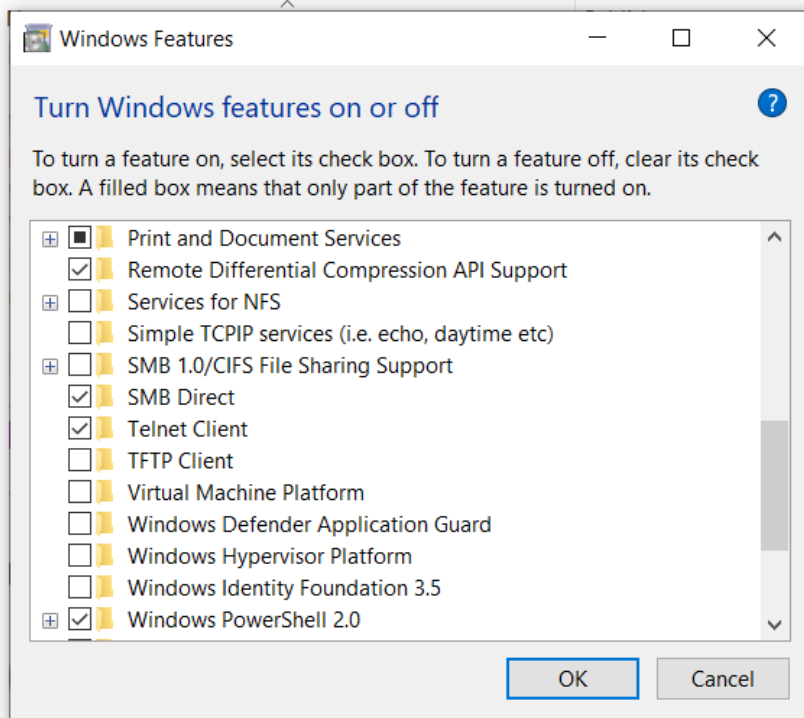 Windows Features
Turn Windows features on or off
?
To turn a feature on, select its check box. To turn a feature off, clear its check
box. A filled box means that only part of the feature is turned on.
Print and Document Services
Remote Differential Compression API Support
Services for NFS
Simple TCPIP services (i.e. echo, daytime etc)
SMB 1.0/CIFS File Sharing Support
SMB Direct
Telnet Client
TFTP Client
Virtual Machine Platform
Windows Defender Application Guard
Windows Hypervisor Platform
Windows Identity Foundation 3.5
Windows PowerShell 2.0
OK Cancel